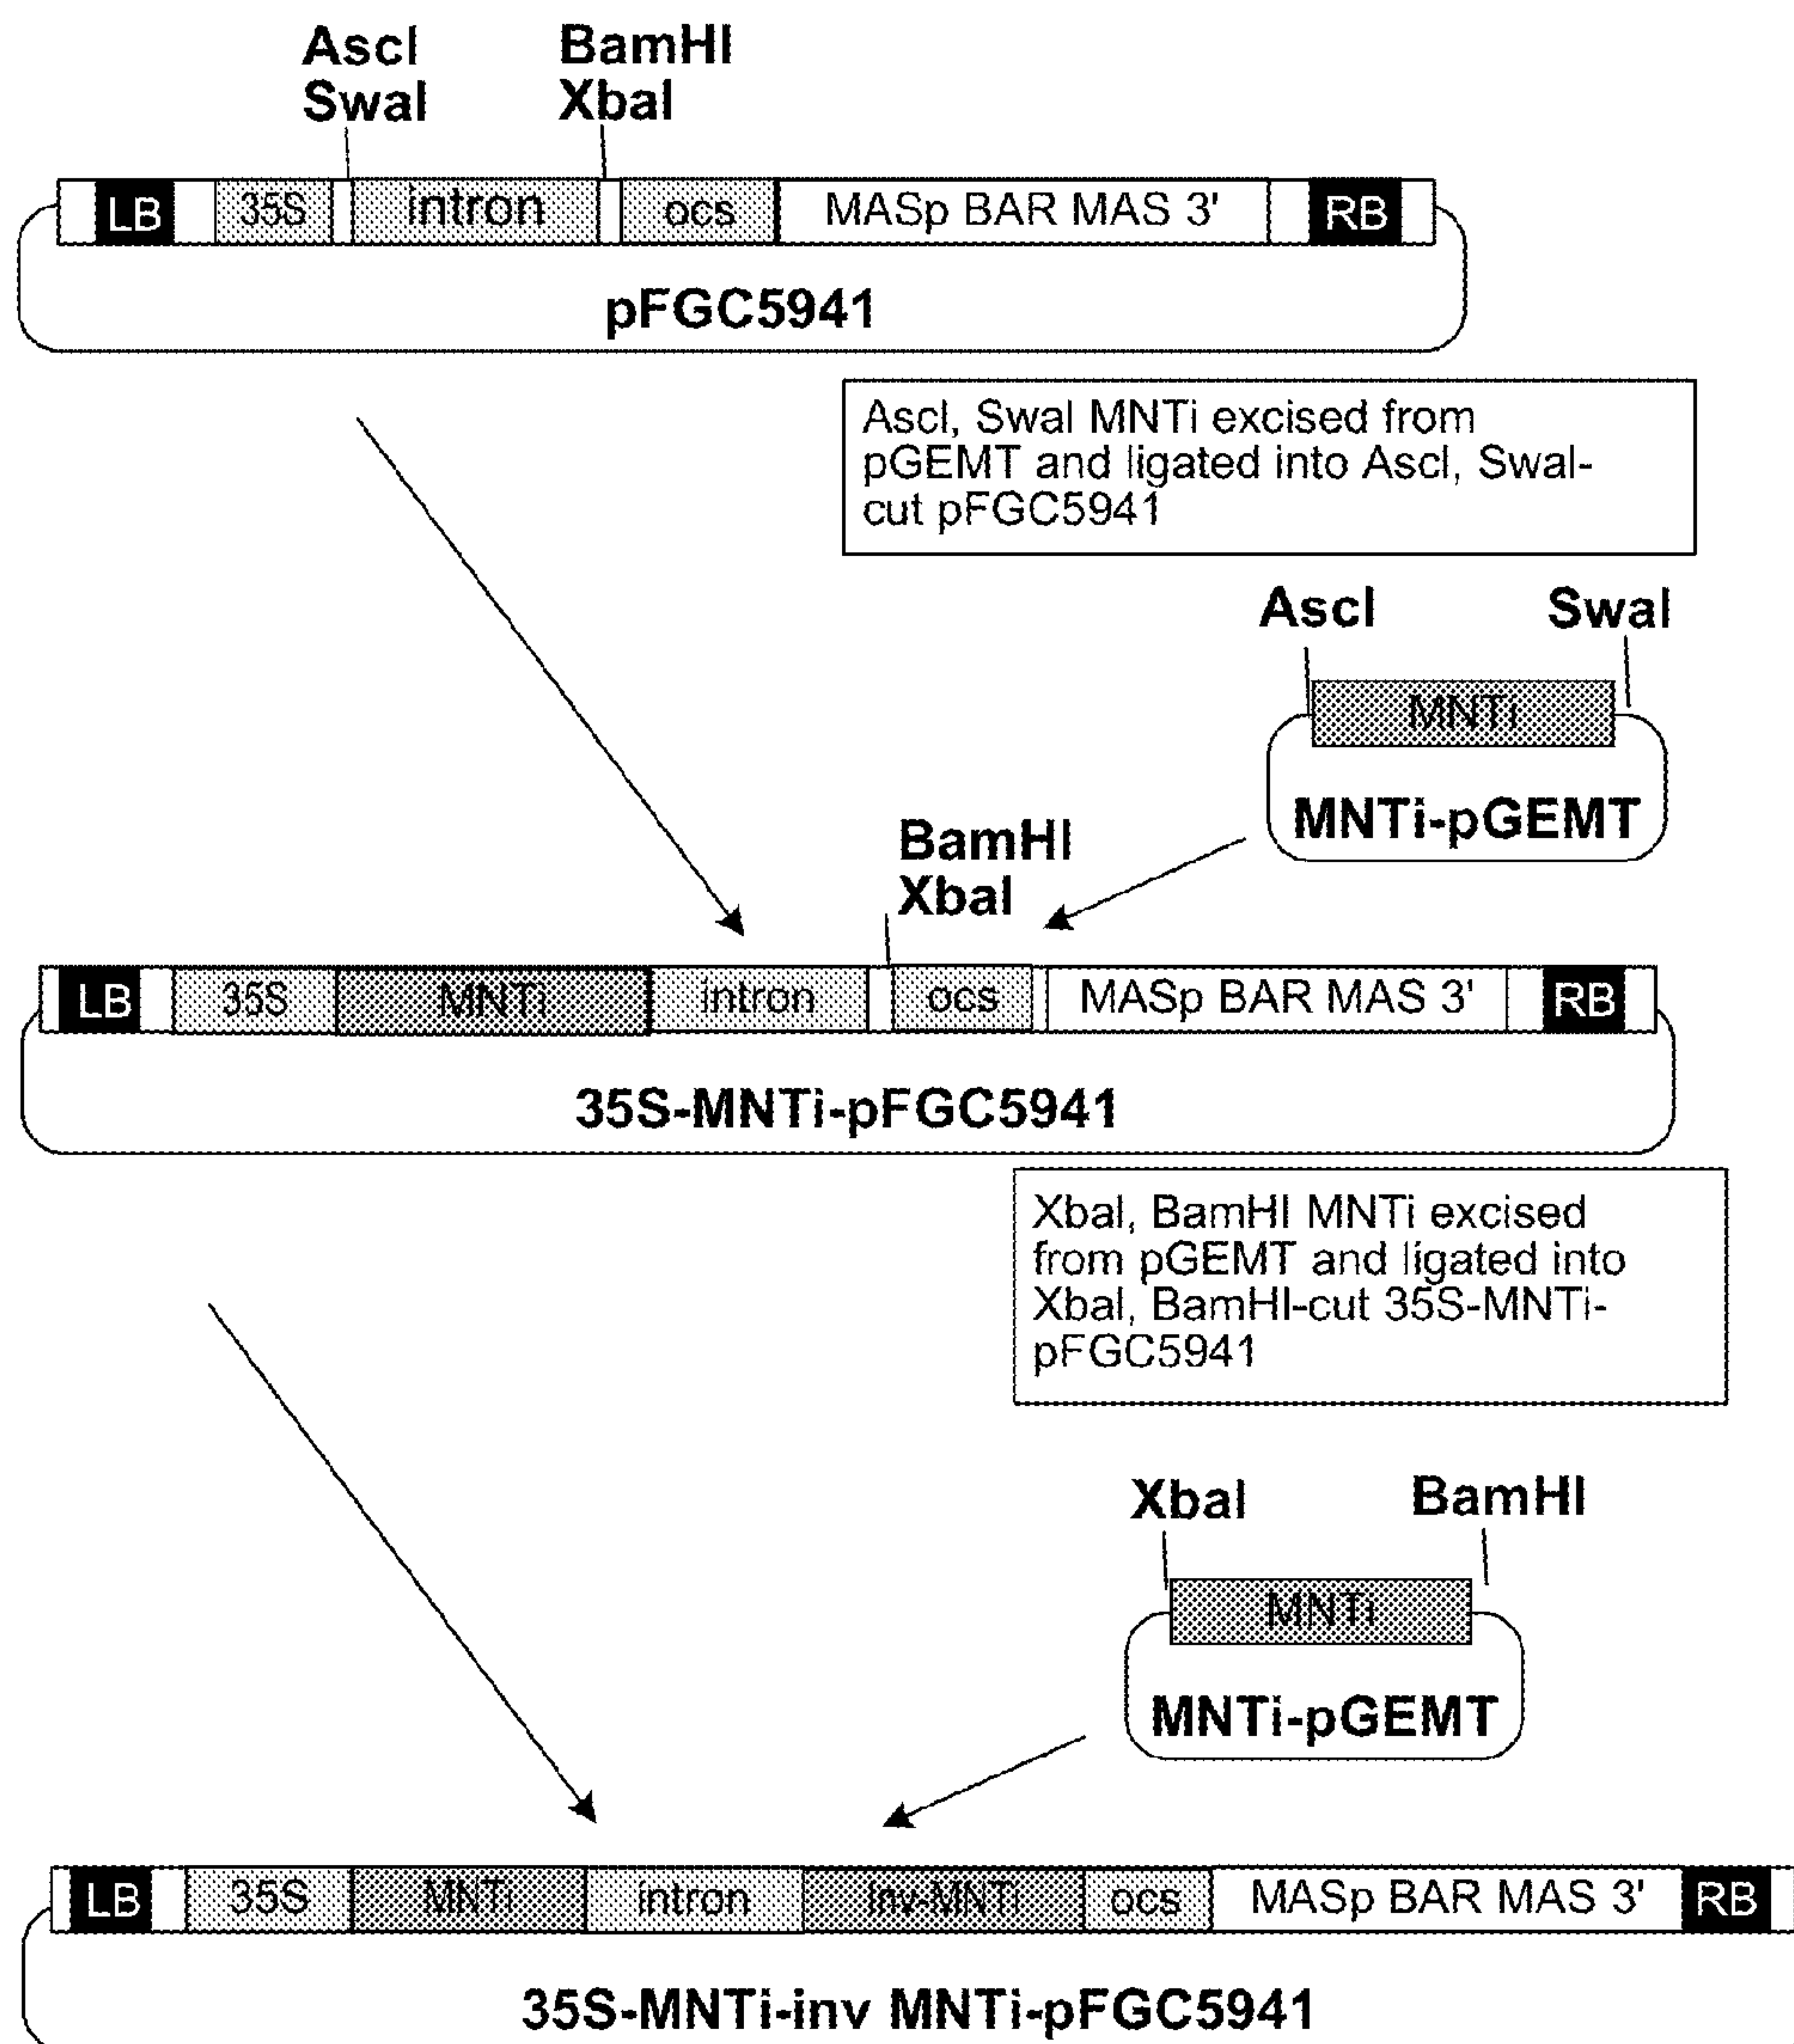 AscI BamHI
SwaI XbaI
LB 35S intron ocs MASp BAR MAS 3' RB
pFGC5941
AscI, SwaI MNTi excised from
pGEMT and ligated into AscI, SwaI-
cut pFGC5941
AscI SwaI
MNTi
MNTi-pGEMT
BamHI
XbaI
LB 35S MNTi intron ocs MASp BAR MAS 3' RB
35S-MNTi-pFGC5941
XbaI, BamHI MNTi excised
from pGEMT and ligated into
XbaI, BamHI-cut 35S-MNTi-
pFGC5941
XbaI BamHI
MNTi
MNTi-pGEMT
LB 35S MNTi intron Inv-MNTi ocs MASp BAR MAS 3' RB
35S-MNTi-inv MNTi-pFGC5941